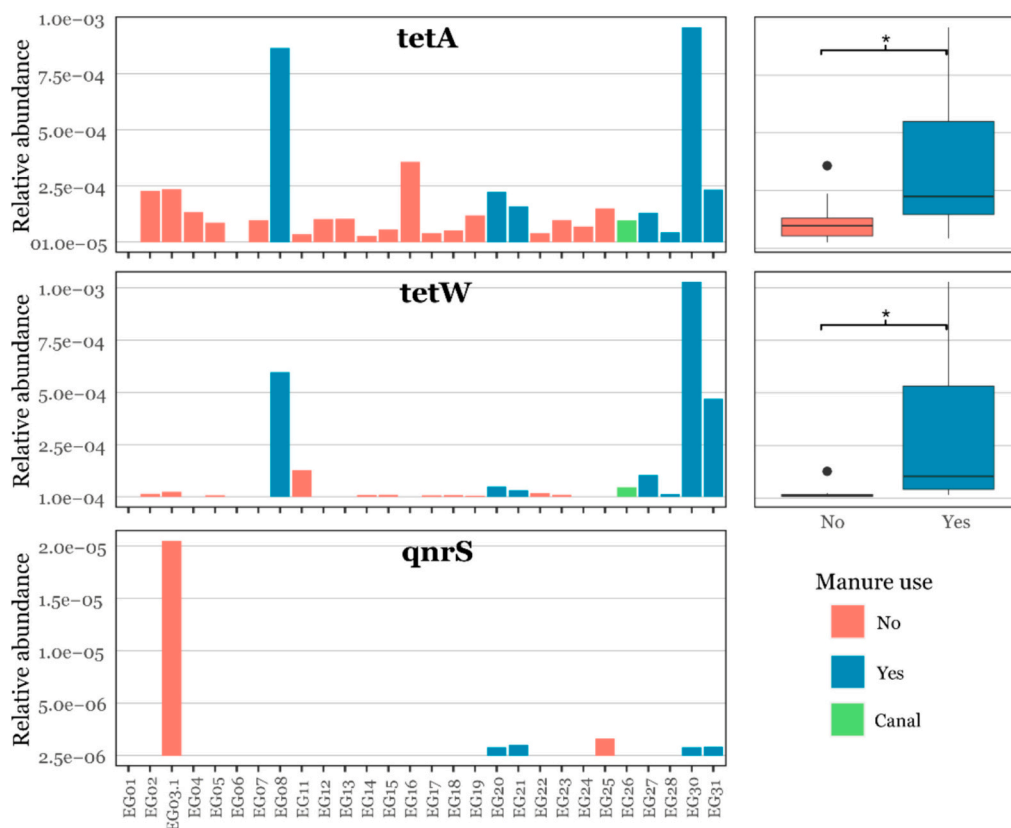 tetA
Relative abundance
1.0e−03
7.5e−04
5.0e−04
2.5e−04
01.0e−05
*
tetW
Relative abundance
1.0e−03
7.5e−04
5.0e−04
2.5e−04
1.0e−04
*
No Yes
qnrS
Relative abundance
2.0e−05
1.5e−05
1.0e−05
5.0e−06
2.5e−06
EG01 EG02 EG03.1 EG04 EG05 EG06 EG07 EG08 EG11 EG12 EG13 EG14 EG15 EG16 EG17 EG18 EG19 EG20 EG21 EG22 EG23 EG24 EG25 EG26 EG27 EG28 EG30 EG31
Manure use
No
Yes
Canal